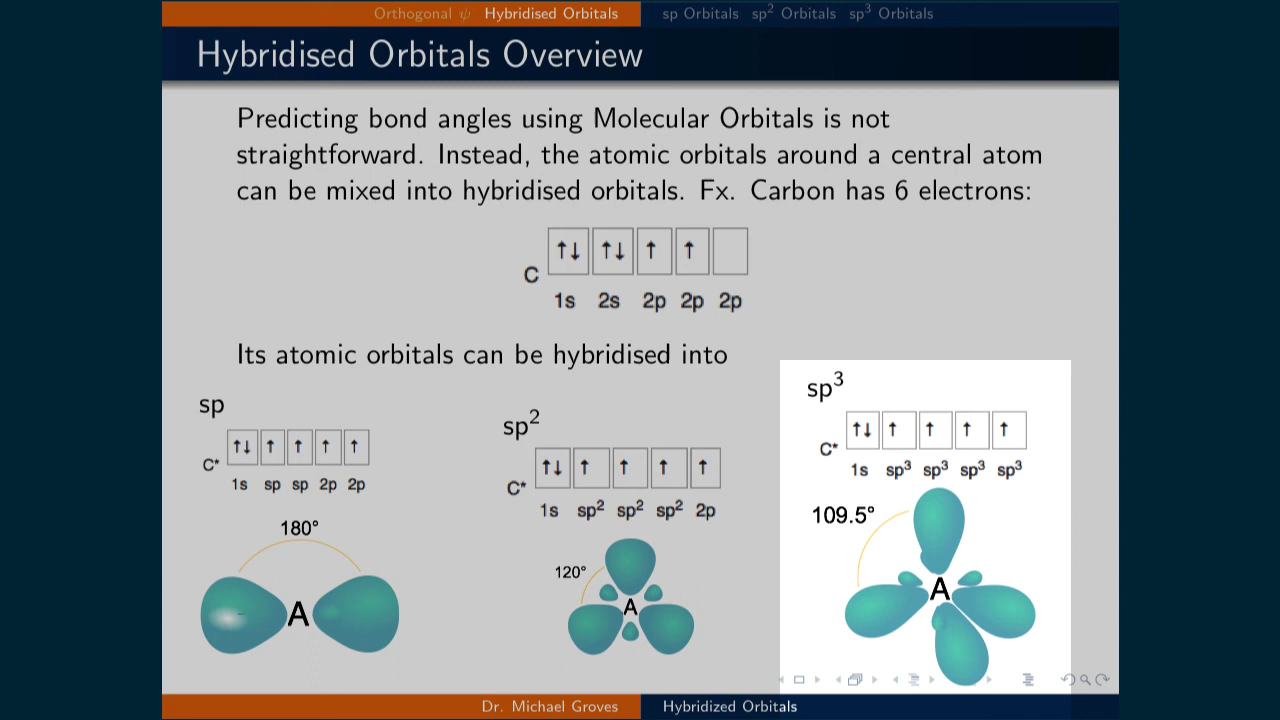 Orthogonal ψ Hybridised Orbitals sp Orbitals sp² Orbitals sp³ Orbitals
Hybridised Orbitals Overview
Predicting bond angles using Molecular Orbitals is not
straightforward. Instead, the atomic orbitals around a central atom
can be mixed into hybridised orbitals. Fx. Carbon has 6 electrons:
C ↑↓ ↑↓ ↑ ↑
1s 2s 2p 2p 2p
Its atomic orbitals can be hybridised into
sp
C* ↑↓ ↑ ↑ ↑ ↑
1s sp sp 2p 2p
180°
A
sp²
C* ↑↓ ↑ ↑ ↑ ↑
1s sp² sp² sp² 2p
120°
A
sp³
C* ↑↓ ↑ ↑ ↑ ↑
1s sp³ sp³ sp³ sp³
109.5°
A
Dr. Michael Groves Hybridized Orbitals